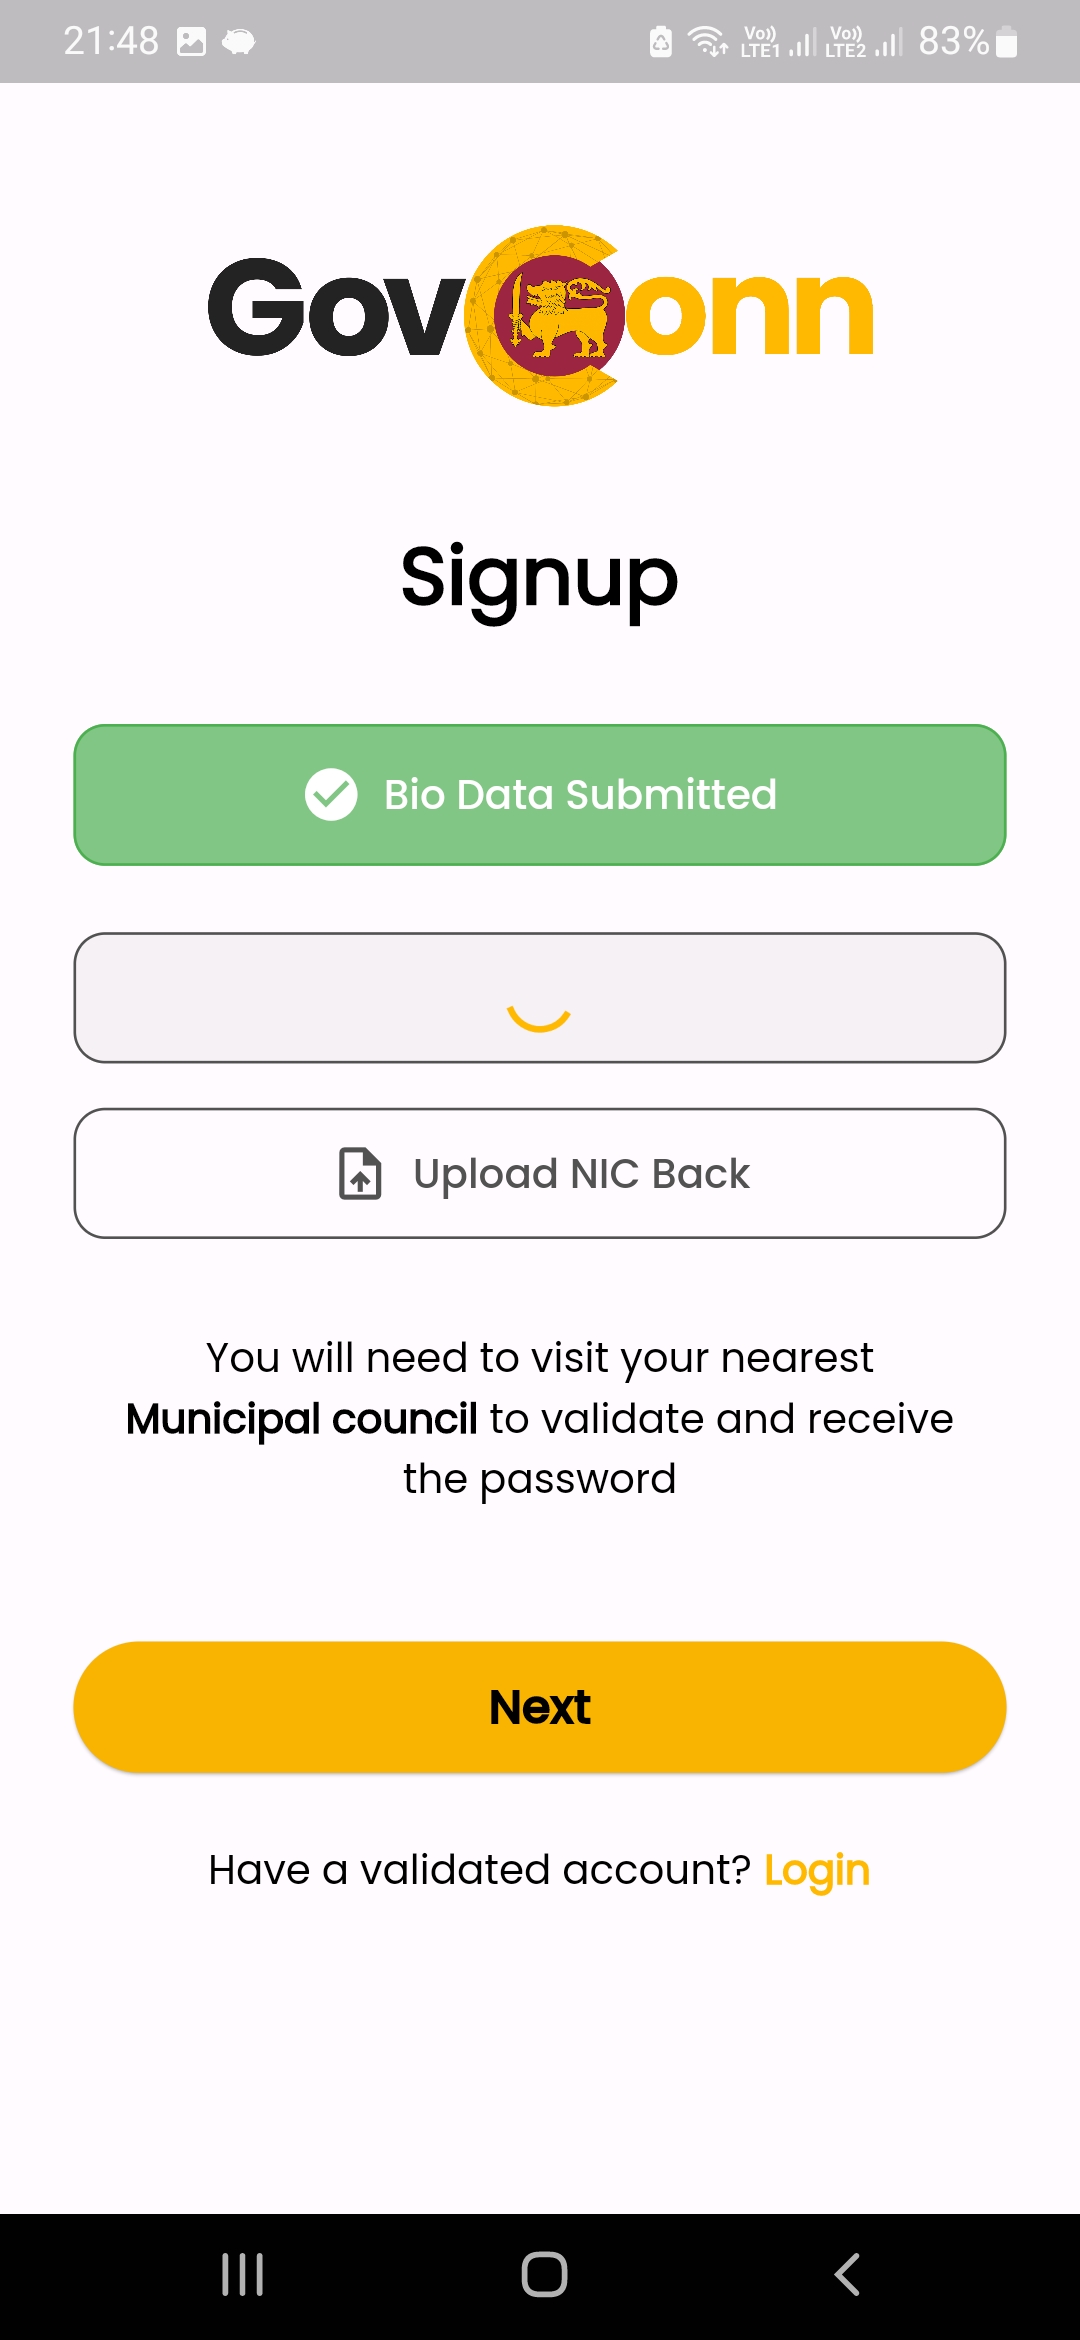 21:48
Vo)) LTE1 Vo)) LTE2 83%
GovConn
Signup
Bio Data Submitted
Upload NIC Back
You will need to visit your nearest
Municipal council to validate and receive
the password
Next
Have a validated account? Login